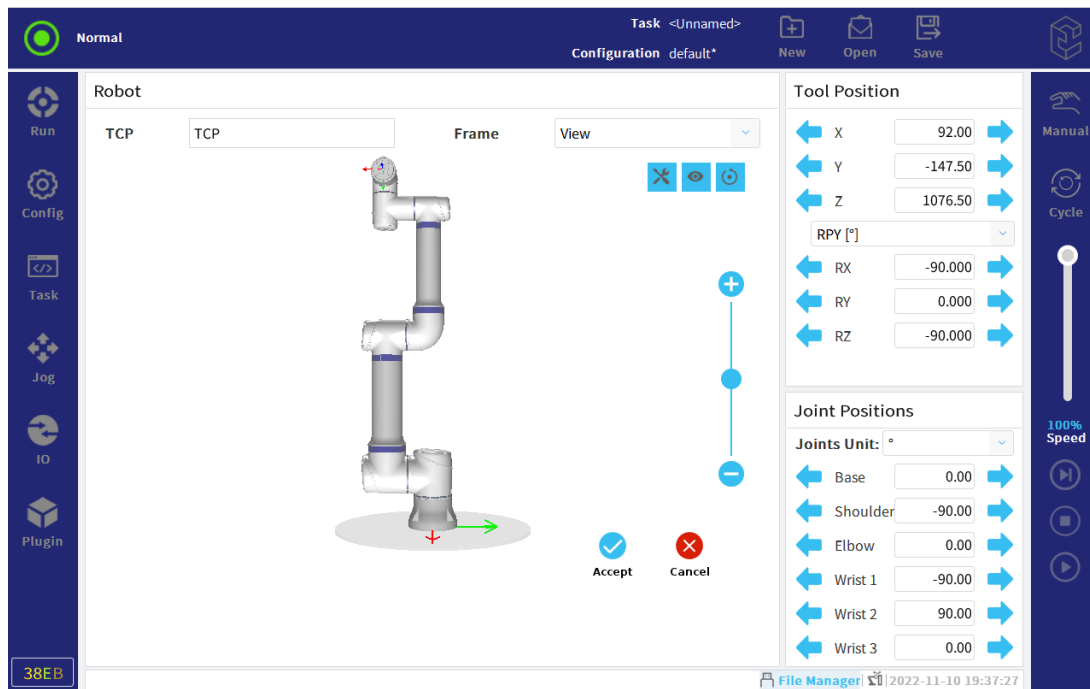 Normal
Task <Unnamed>
Configuration default*
New
Open
Save
Run
Config
Task
Jog
IO
Plugin
38EB
Robot
TCP TCP Frame View
Accept
Cancel
Tool Position
X 92.00
Y -147.50
Z 1076.50
RPY [°]
RX -90.000
RY 0.000
RZ -90.000
Joint Positions
Joints Unit: °
Base 0.00
Shoulder -90.00
Elbow 0.00
Wrist 1 -90.00
Wrist 2 90.00
Wrist 3 0.00
Manual
Cycle
100%
Speed
File Manager 2022-11-10 19:37:27